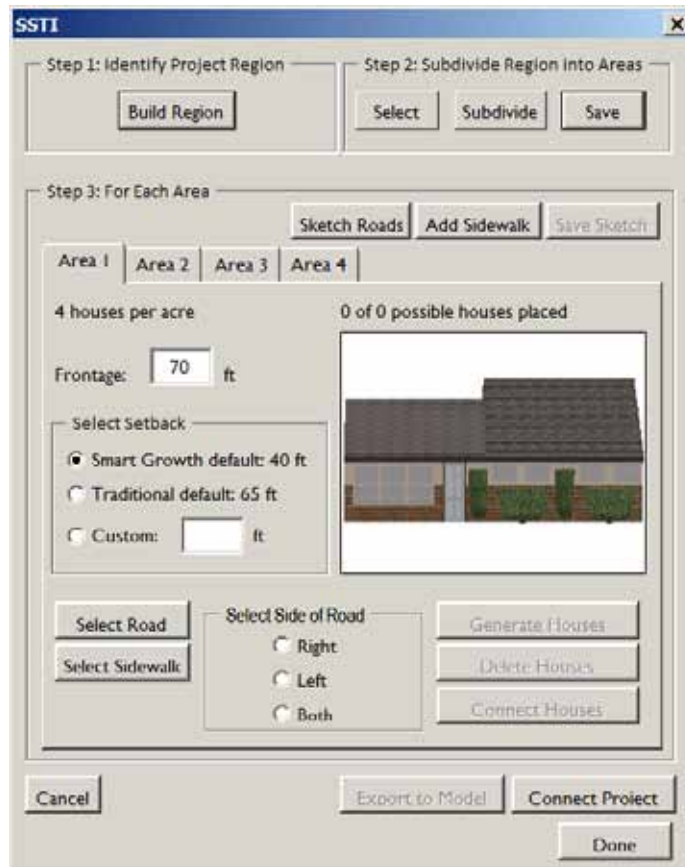 SSTI
Step 1: Identify Project Region
Step 2: Subdivide Region into Areas
Build Region
Select
Subdivide
Save
Step 3: For Each Area
Sketch Roads
Add Sidewalk
Save Sketch
Area 1
Area 2
Area 3
Area 4
4 houses per acre
0 of 0 possible houses placed
Frontage: 70 ft
Select Setback
Smart Growth default: 40 ft
Traditional default: 65 ft
Custom: ft
Select Road
Select Sidewalk
Select Side of Road
Right
Left
Both
Generate Houses
Delete Houses
Connect Houses
Cancel
Export to Model
Connect Project
Done